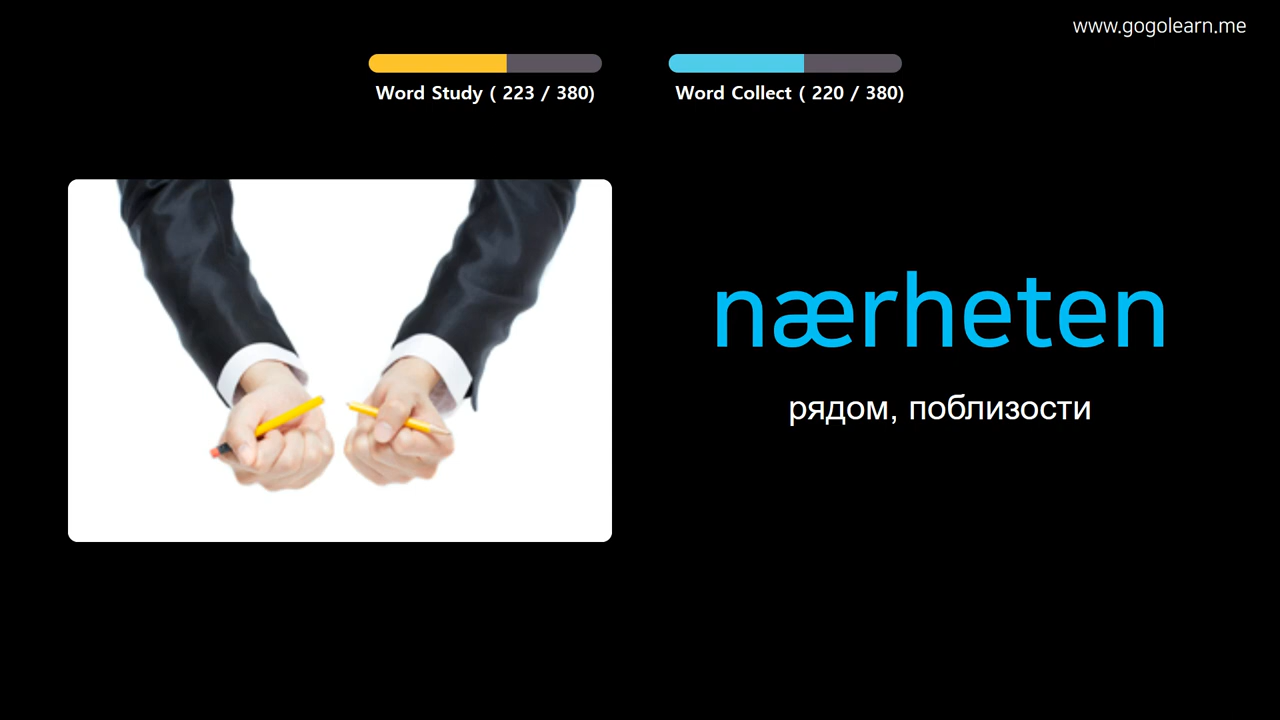 www.gogolearn.me
Word Study ( 223 / 380)
Word Collect ( 220 / 380)
nærheten
рядом, поблизости